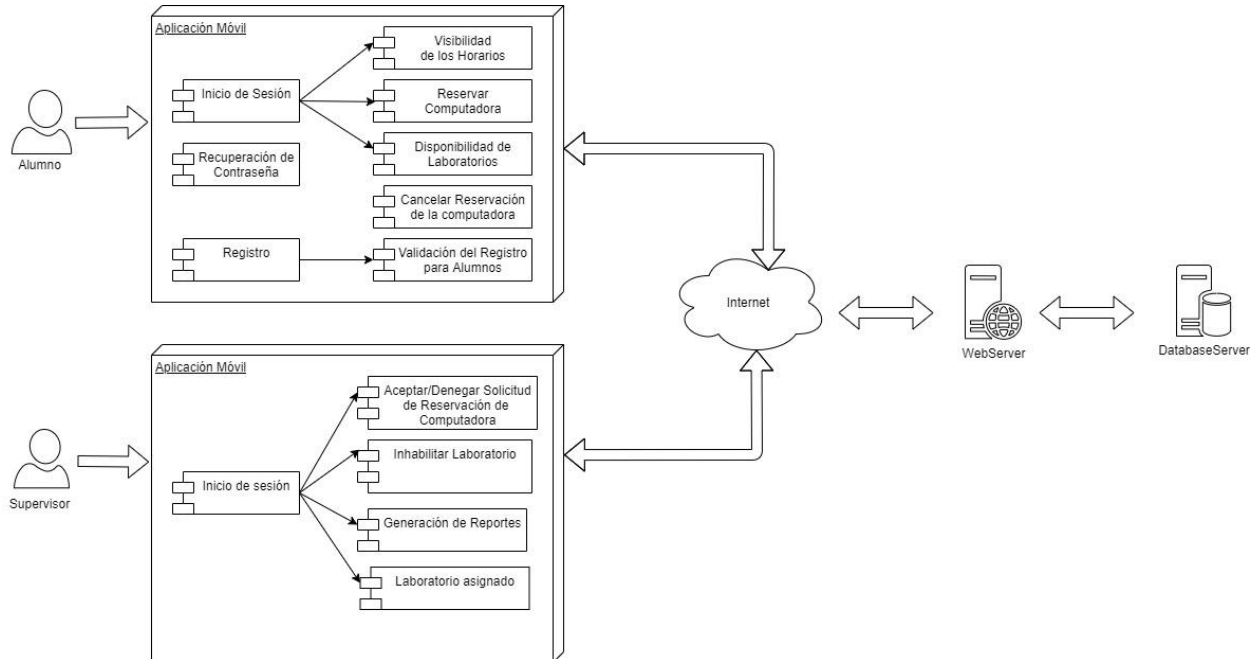 Aplicación Móvil
Visibilidad
de los Horarios
Inicio de Sesión
Reservar
Computadora
Alumno
Recuperación de
Contraseña
Disponibilidad de
Laboratorios
Cancelar Reservación
de la computadora
Registro
Validación del Registro
para Alumnos
Internet
WebServer
DatabaseServer
Aplicación Móvil
Aceptar/Denegar Solicitud
de Reservación de
Computadora
Inhabilitar Laboratorio
Supervisor
Inicio de sesión
Generación de Reportes
Laboratorio asignado